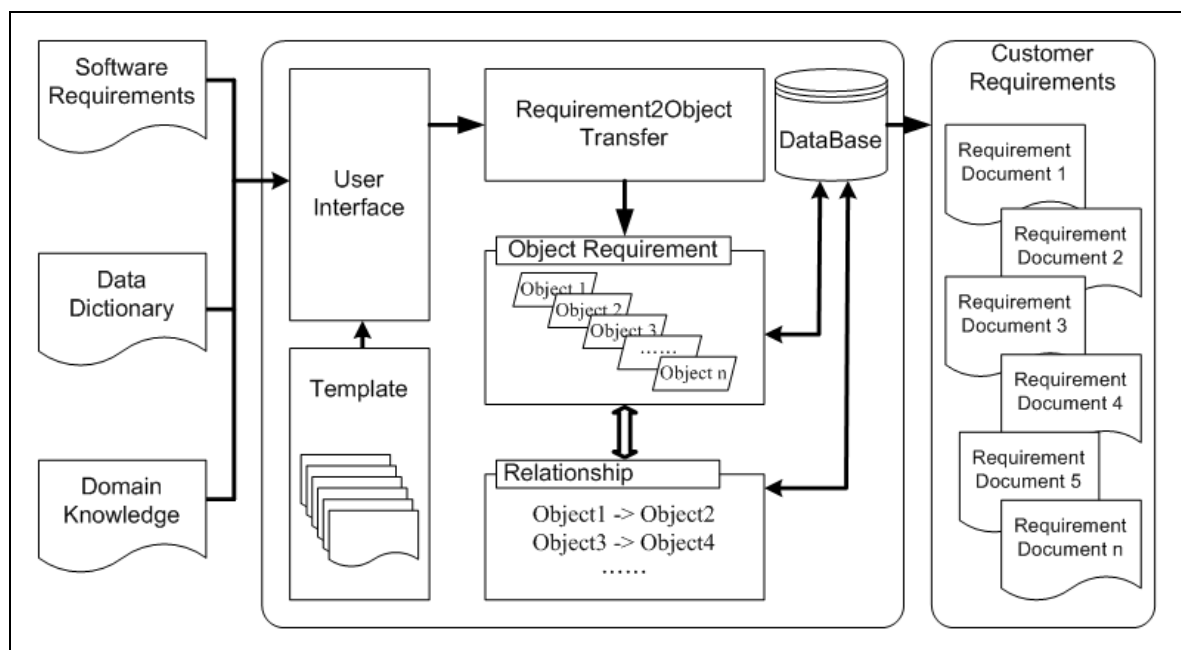 Software
Requirements
Data
Dictionary
Domain
Knowledge
User
Interface
Template
Requirement2Object
Transfer
Object Requirement
Object 1
Object 2
Object 3
......
Object n
Relationship
Object1 -> Object2
Object3 -> Object4
......
DataBase
Customer
Requirements
Requirement
Document 1
Requirement
Document 2
Requirement
Document 3
Requirement
Document 4
Requirement
Document 5
Requirement
Document n